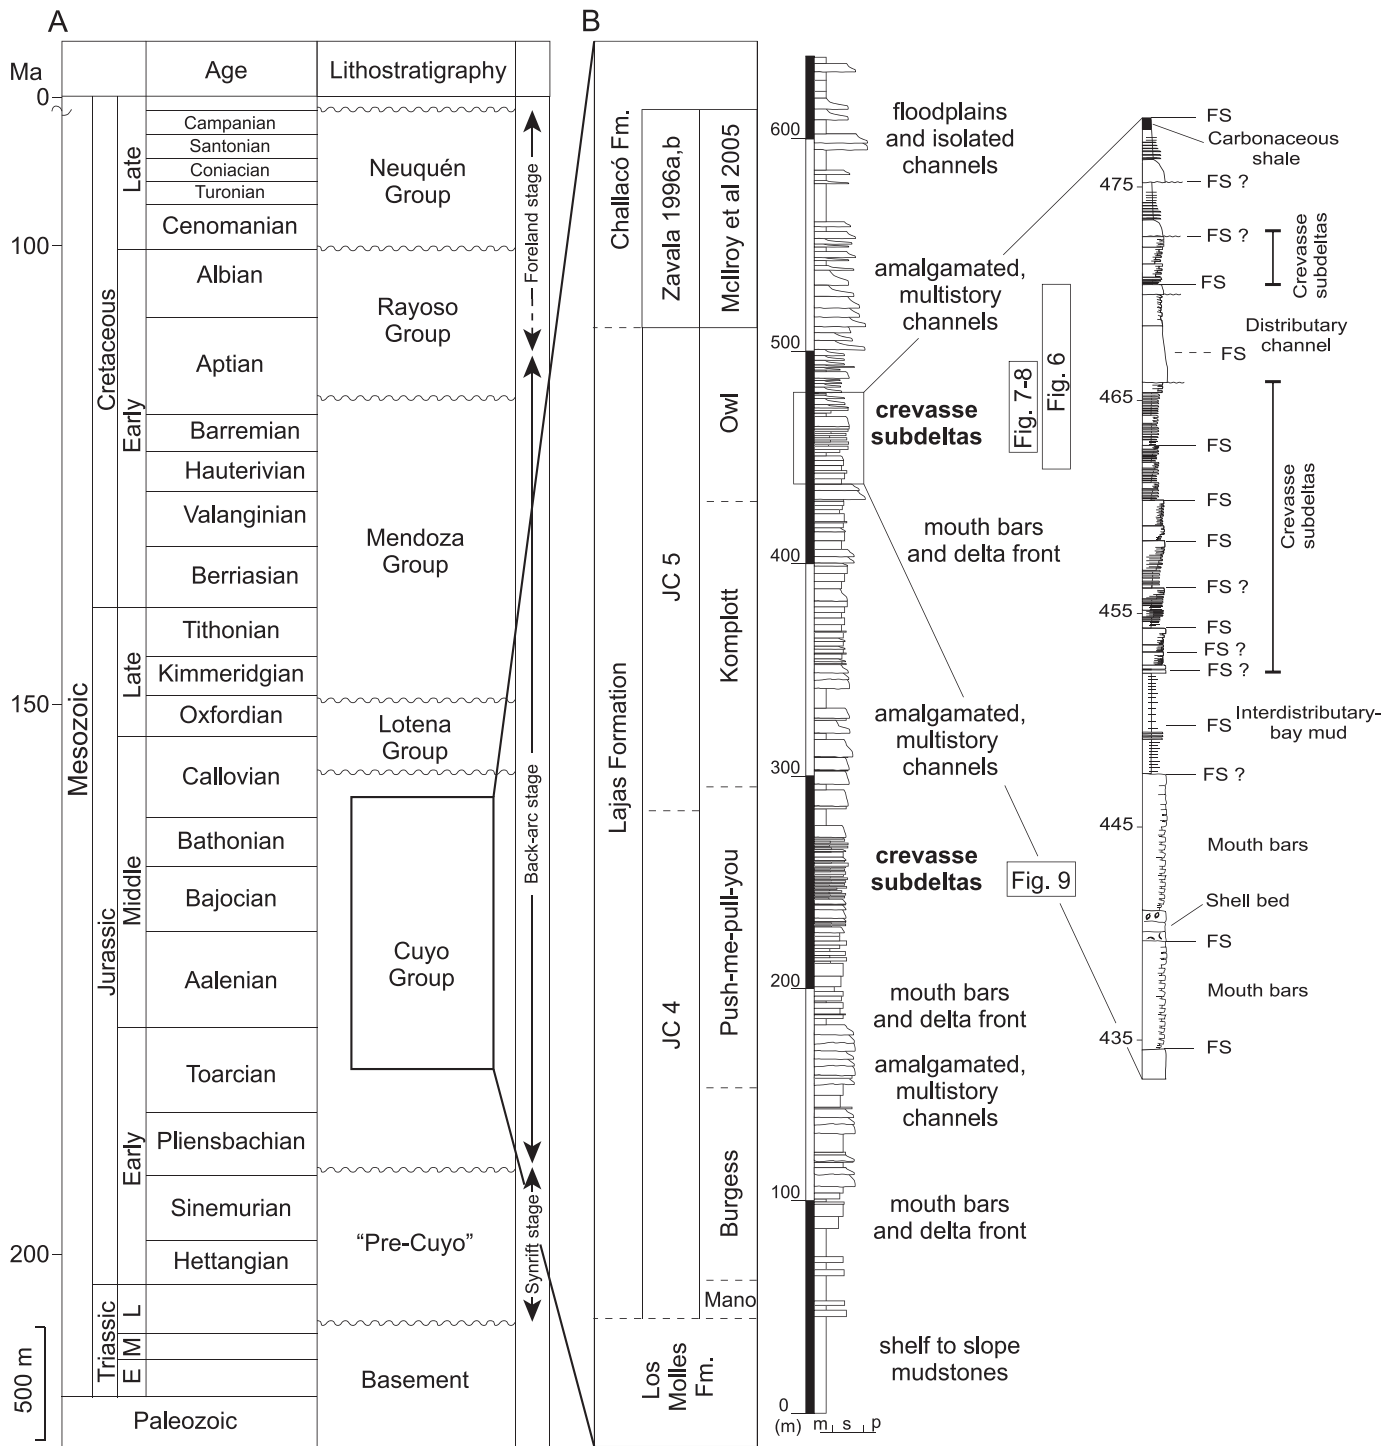 A
B
Ma
Age
Lithostratigraphy
0
100
150
200
500 m
Mesozoic
Cretaceous
Late
Campanian
Santonian
Coniacian
Turonian
Cenomanian
Early
Albian
Aptian
Barremian
Hauterivian
Valanginian
Berriasian
Jurassic
Late
Tithonian
Kimmeridgian
Oxfordian
Middle
Callovian
Bathonian
Bajocian
Aalenian
Early
Toarcian
Pliensbachian
Sinemurian
Hettangian
Triassic
L
M
E
Paleozoic
Neuquén
Group
Rayoso
Group
Mendoza
Group
Lotena
Group
Cuyo
Group
“Pre-Cuyo”
Basement
Foreland stage
Back-arc stage
Synrift stage
Challacó Fm.
Zavala 1996a,b
McIlroy et al 2005
Lajas Formation
JC 5
JC 4
Owl
Komplott
Push-me-pull-you
Burgess
Mano
Los
Molles
Fm.
600
500
400
300
200
100
0
(m)
m
s
p
floodplains
and isolated
channels
amalgamated,
multistory
channels
crevasse
subdeltas
mouth bars
and delta front
amalgamated,
multistory
channels
crevasse
subdeltas
mouth bars
and delta front
amalgamated,
multistory
channels
mouth bars
and delta front
shelf to slope
mudstones
Fig. 7-8
Fig. 6
Fig. 9
475
465
455
445
435
FS
Carbonaceous
shale
FS ?
FS ?
Crevasse
subdeltas
FS
Distributary
channel
FS
FS
FS
FS
Crevasse
subdeltas
FS ?
FS
FS ?
FS ?
FS
Interdistributary-
bay mud
FS ?
Mouth bars
Shell bed
FS
Mouth bars
FS